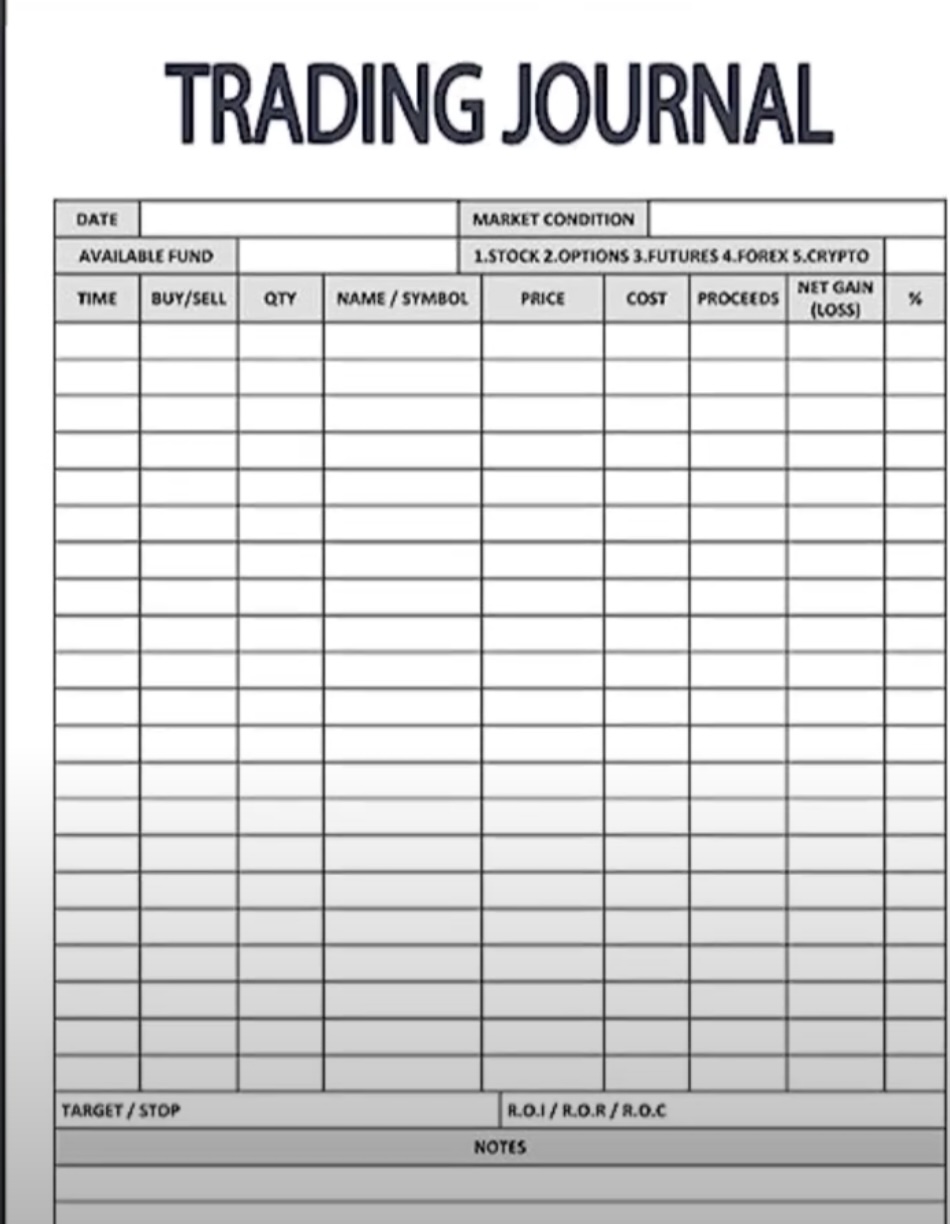 TRADING JOURNAL
DATE MARKET CONDITION
AVAILABLE FUND 1.STOCK 2.OPTIONS 3.FUTURES 4.FOREX 5.CRYPTO
TIME BUY/SELL QTY NAME / SYMBOL PRICE COST PROCEEDS NET GAIN (LOSS) %
TARGET / STOP R.O.I / R.O.R / R.O.C
NOTES